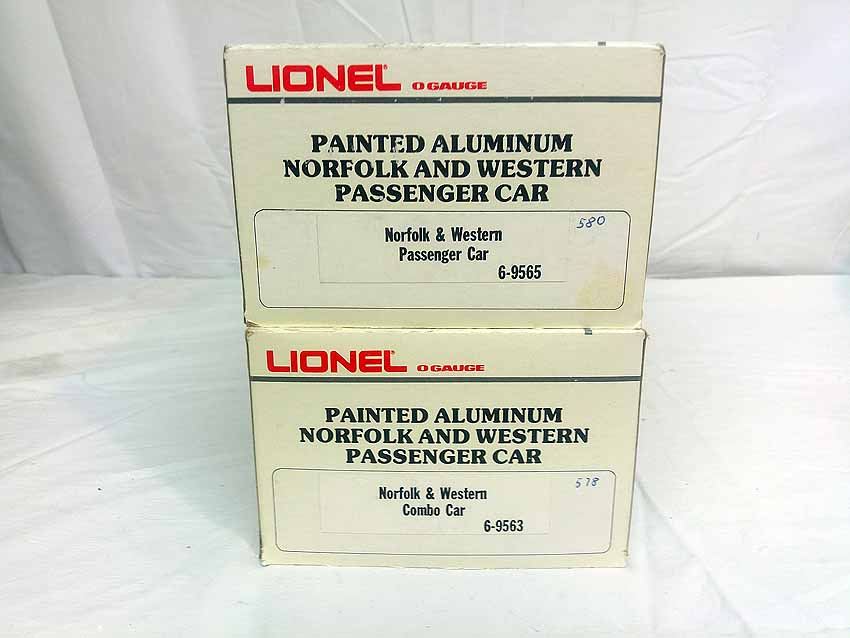 LIONEL® O GAUGE
PAINTED ALUMINUM
NORFOLK AND WESTERN
PASSENGER CAR
580
Norfolk & Western
Passenger Car
6-9565
LIONEL® O GAUGE
PAINTED ALUMINUM
NORFOLK AND WESTERN
PASSENGER CAR
578
Norfolk & Western
Combo Car
6-9563